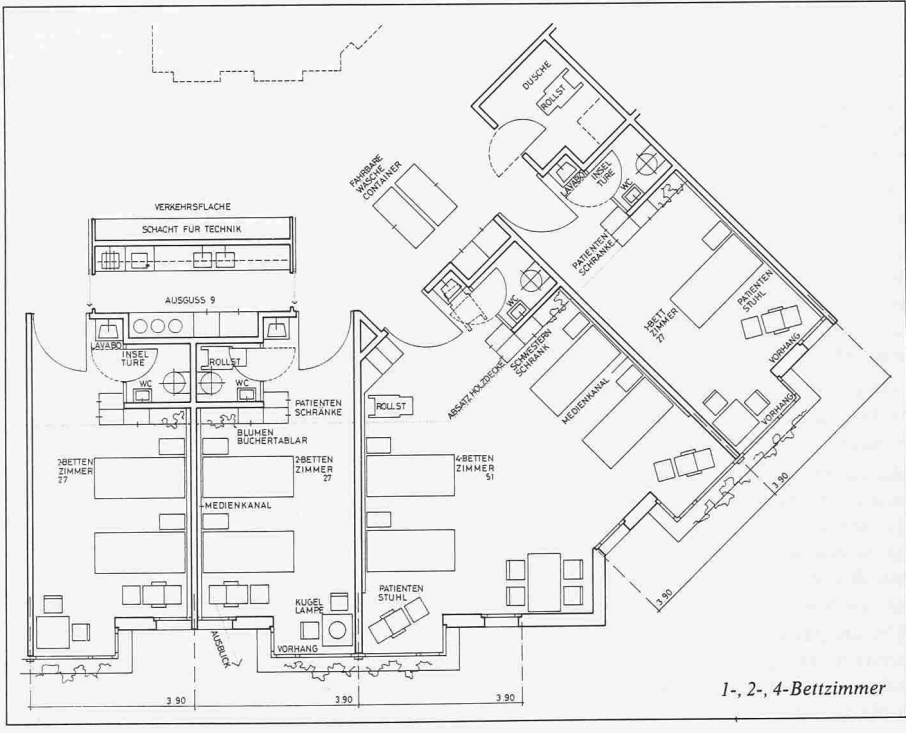 DUSCHE
ROLLST
FAHRBARE
WÄSCHE
CONTAINER
LAVABO
INSEL
TÜRE
WC
VERKEHRSFLÄCHE
SCHACHT FÜR TECHNIK
PATIENTEN
SCHRÄNKE
1-BETT
ZIMMER
27
PATIENTEN
STUHL
VORHANG
VORHANG
AUSGUSS 9
WC
SCHWESTERN
SCHRANK
ABSATZ HOLZDECKE
MEDIENKANAL
LAVABO
INSEL
TÜRE
WC
ROLLST
WC
ROLLST
PATIENTEN
SCHRÄNKE
BLUMEN
BÜCHERTABLAR
2-BETTEN
ZIMMER
27
2-BETTEN
ZIMMER
27
4-BETTEN
ZIMMER
51
MEDIENKANAL
3 90
3 90
PATIENTEN
STUHL
KUGEL
LAMPE
AUSBLICK
VORHANG
3 90
3 90
3 90
1-, 2-, 4-Bettzimmer